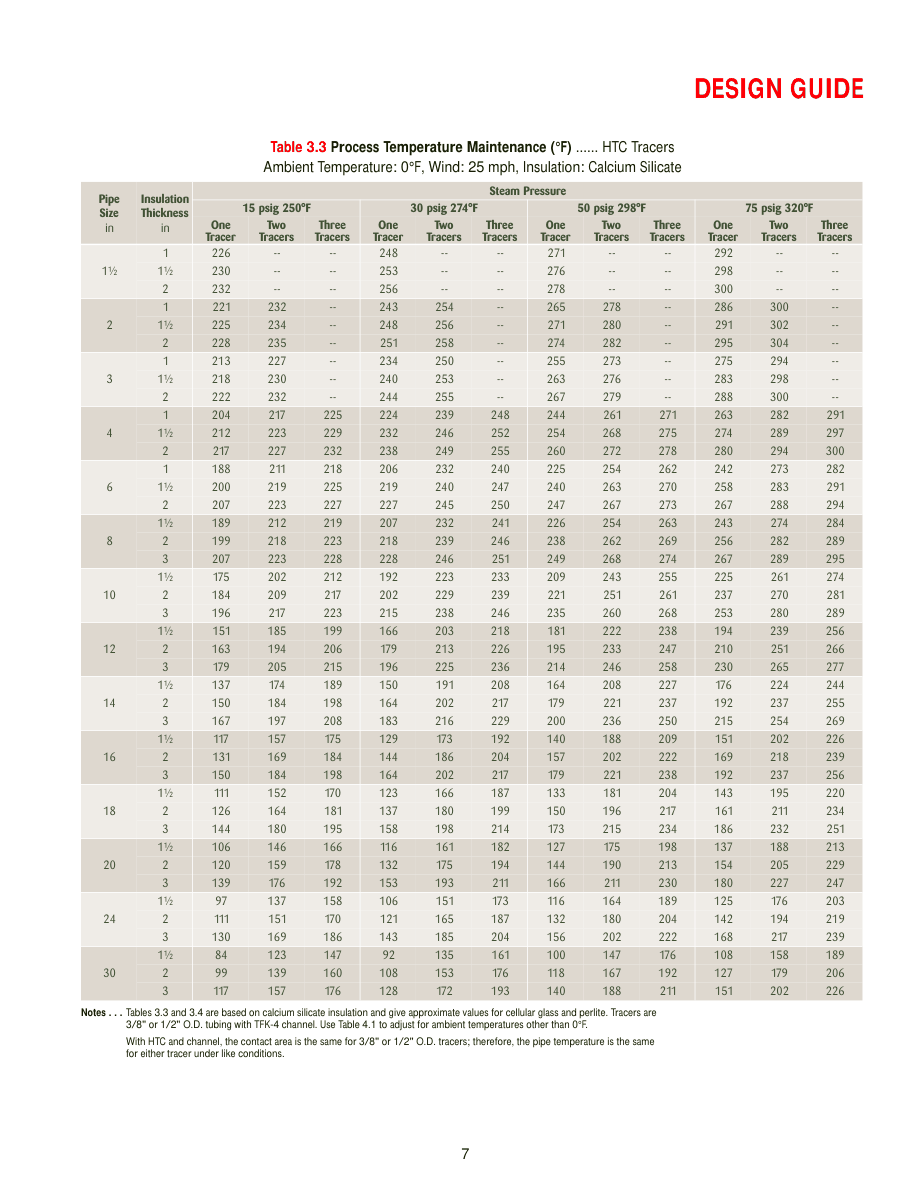 DESIGN GUIDE
Table 3.3 Process Temperature Maintenance (°F) ...... HTC Tracers
Ambient Temperature: 0°F, Wind: 25 mph, Insulation: Calcium Silicate
Pipe Size in Insulation Thickness in Steam Pressure
15 psig 250°F 30 psig 274°F 50 psig 298°F 75 psig 320°F
One Tracer Two Tracers Three Tracers One Tracer Two Tracers Three Tracers One Tracer Two Tracers Three Tracers One Tracer Two Tracers Three Tracers
1 226 -- -- 248 -- -- 271 -- -- 292 -- --
1½ 1½ 230 -- -- 253 -- -- 276 -- -- 298 -- --
2 232 -- -- 256 -- -- 278 -- -- 300 -- --
1 221 232 -- 243 254 -- 265 278 -- 286 300 --
2 1½ 225 234 -- 248 256 -- 271 280 -- 291 302 --
2 228 235 -- 251 258 -- 274 282 -- 295 304 --
1 213 227 -- 234 250 -- 255 273 -- 275 294 --
3 1½ 218 230 -- 240 253 -- 263 276 -- 283 298 --
2 222 232 -- 244 255 -- 267 279 -- 288 300 --
1 204 217 225 224 239 248 244 261 271 263 282 291
4 1½ 212 223 229 232 246 252 254 268 275 274 289 297
2 217 227 232 238 249 255 260 272 278 280 294 300
1 188 211 218 206 232 240 225 254 262 242 273 282
6 1½ 200 219 225 219 240 247 240 263 270 258 283 291
2 207 223 227 227 245 250 247 267 273 267 288 294
1½ 189 212 219 207 232 241 226 254 263 243 274 284
8 2 199 218 223 218 239 246 238 262 269 256 282 289
3 207 223 228 228 246 251 249 268 274 267 289 295
1½ 175 202 212 192 223 233 209 243 255 225 261 274
10 2 184 209 217 202 229 239 221 251 261 237 270 281
3 196 217 223 215 238 246 235 260 268 253 280 289
1½ 151 185 199 166 203 218 181 222 238 194 239 256
12 2 163 194 206 179 213 226 195 233 247 210 251 266
3 179 205 215 196 225 236 214 246 258 230 265 277
1½ 137 174 189 150 191 208 164 208 227 176 224 244
14 2 150 184 198 164 202 217 179 221 237 192 237 255
3 167 197 208 183 216 229 200 236 250 215 254 269
1½ 117 157 175 129 173 192 140 188 209 151 202 226
16 2 131 169 184 144 186 204 157 202 222 169 218 239
3 150 184 198 164 202 217 179 221 238 192 237 256
1½ 111 152 170 123 166 187 133 181 204 143 195 220
18 2 126 164 181 137 180 199 150 196 217 161 211 234
3 144 180 195 158 198 214 173 215 234 186 232 251
1½ 106 146 166 116 161 182 127 175 198 137 188 213
20 2 120 159 178 132 175 194 144 190 213 154 205 229
3 139 176 192 153 193 211 166 211 230 180 227 247
1½ 97 137 158 106 151 173 116 164 189 125 176 203
24 2 111 151 170 121 165 187 132 180 204 142 194 219
3 130 169 186 143 185 204 156 202 222 168 217 239
1½ 84 123 147 92 135 161 100 147 176 108 158 189
30 2 99 139 160 108 153 176 118 167 192 127 179 206
3 117 157 176 128 172 193 140 188 211 151 202 226
Notes . . . Tables 3.3 and 3.4 are based on calcium silicate insulation and give approximate values for cellular glass and perlite. Tracers are
3/8" or 1/2" O.D. tubing with TFK-4 channel. Use Table 4.1 to adjust for ambient temperatures other than 0°F.
With HTC and channel, the contact area is the same for 3/8" or 1/2" O.D. tracers; therefore, the pipe temperature is the same
for either tracer under like conditions.
7